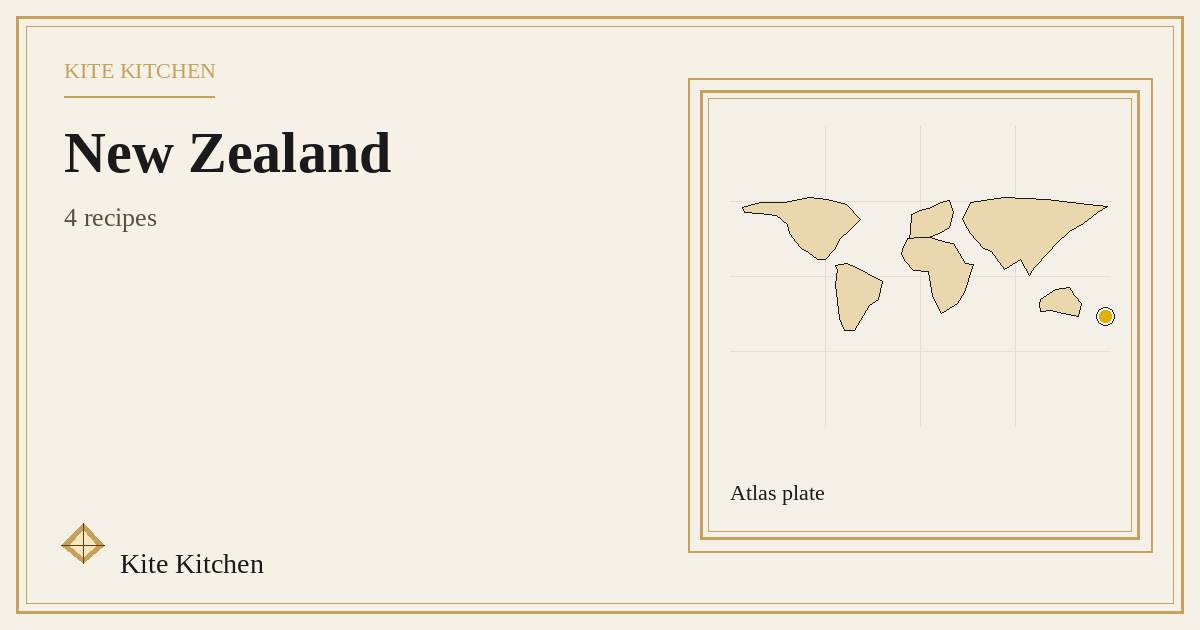 KITE KITCHEN
New Zealand
4 recipes
Atlas plate
Kite Kitchen